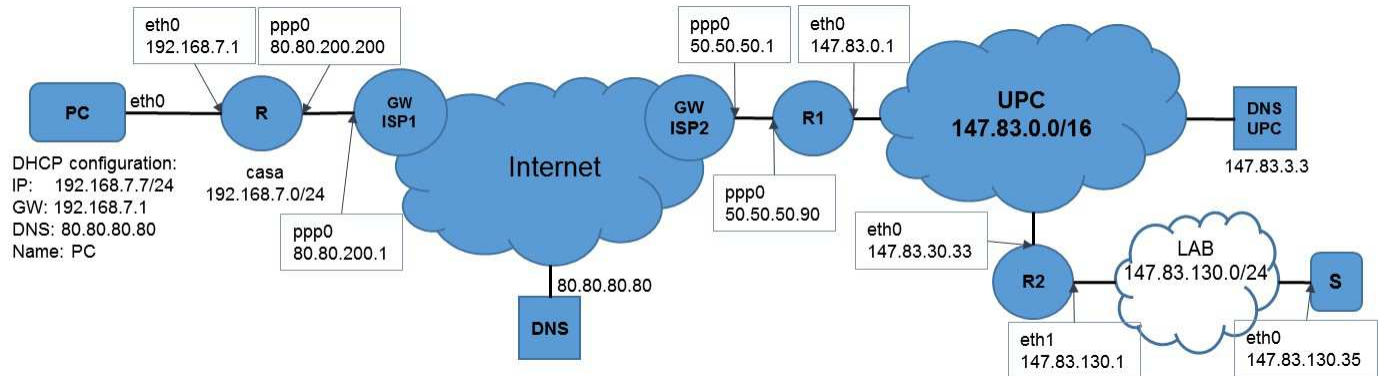 eth0
192.168.7.1
ppp0
80.80.200.200
ppp0
50.50.50.1
eth0
147.83.0.1
PC
eth0
R
GW
ISP1
Internet
GW
ISP2
R1
UPC
147.83.0.0/16
DNS
UPC
147.83.3.3
DHCP configuration:
IP: 192.168.7.7/24
GW: 192.168.7.1
DNS: 80.80.80.80
Name: PC
casa
192.168.7.0/24
ppp0
80.80.200.1
ppp0
50.50.50.90
80.80.80.80
DNS
eth0
147.83.30.33
R2
LAB
147.83.130.0/24
S
eth1
147.83.130.1
eth0
147.83.130.35